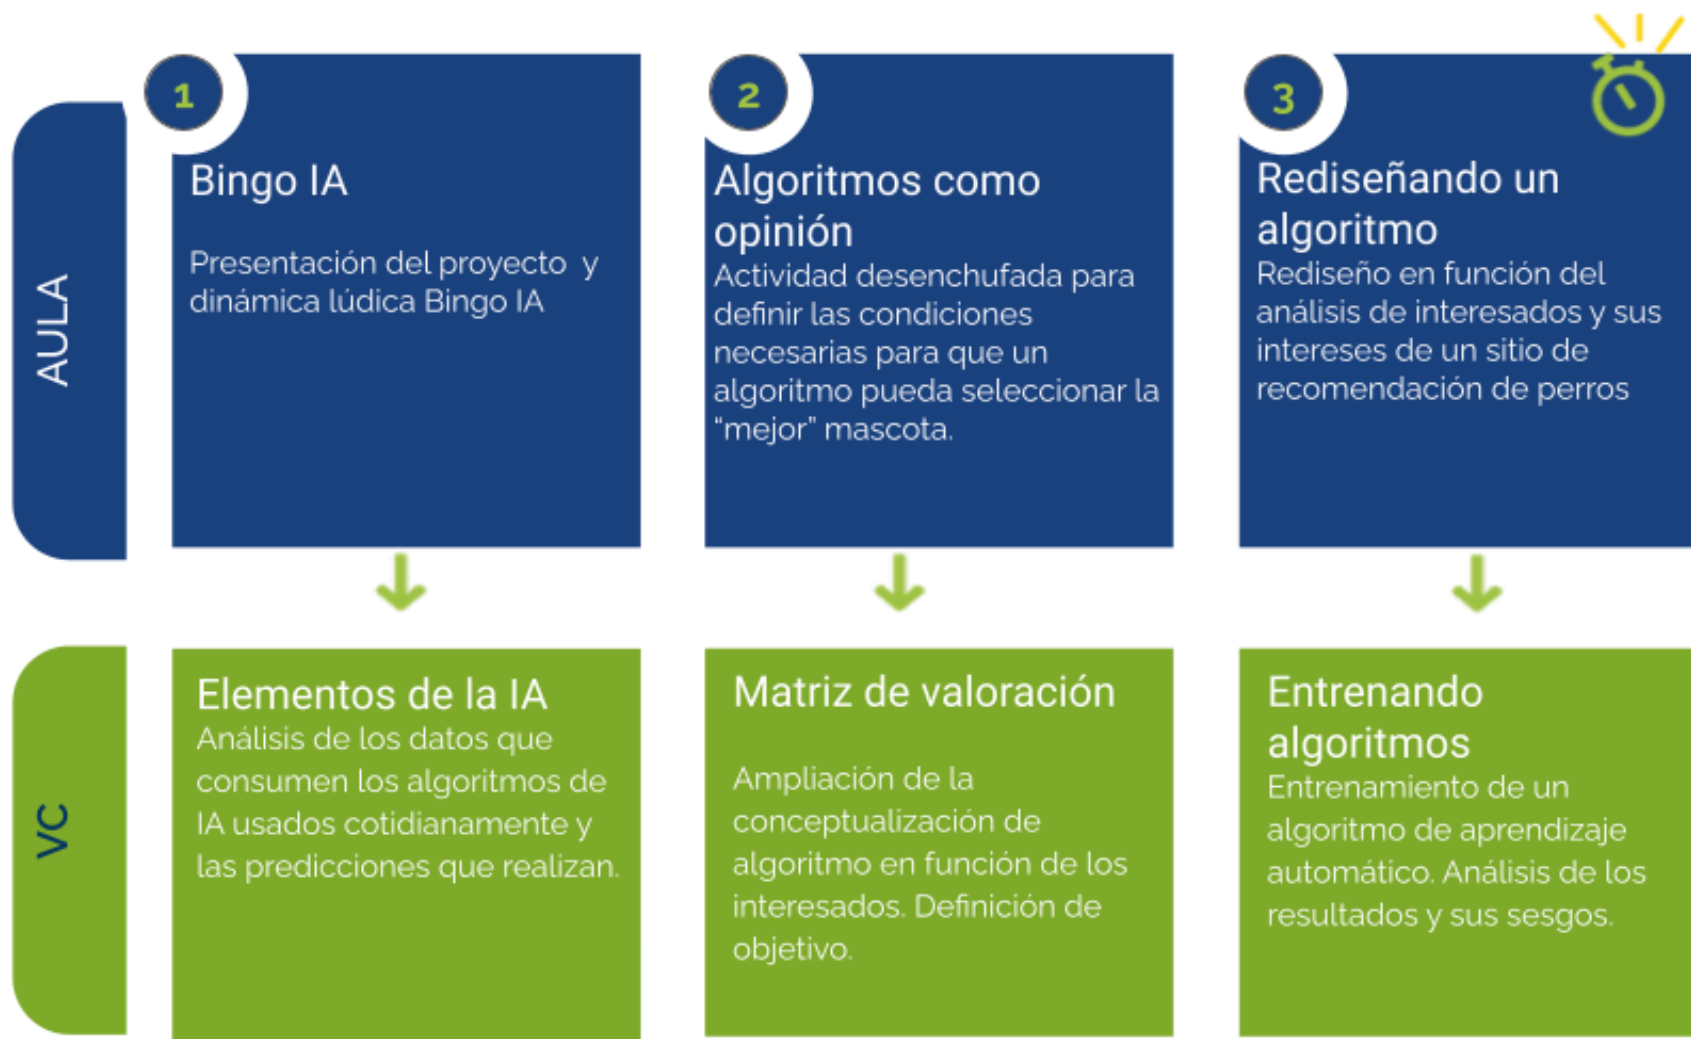 AULA
1
Bingo IA
Presentación del proyecto y
dinámica lúdica Bingo IA
2
Algoritmos como
opinión
Actividad desenchufada para
definir las condiciones
necesarias para que un
algoritmo pueda seleccionar la
“mejor” mascota.
3
Rediseñando un
algoritmo
Rediseño en función del
análisis de interesados y sus
intereses de un sitio de
recomendación de perros
VC
Elementos de la IA
Análisis de los datos que
consumen los algoritmos de
IA usados cotidianamente y
las predicciones que realizan.
Matriz de valoración
Ampliación de la
conceptualización de
algoritmo en función de los
interesados. Definición de
objetivo.
Entrenando
algoritmos
Entrenamiento de un
algoritmo de aprendizaje
automático. Análisis de los
resultados y sus sesgos.